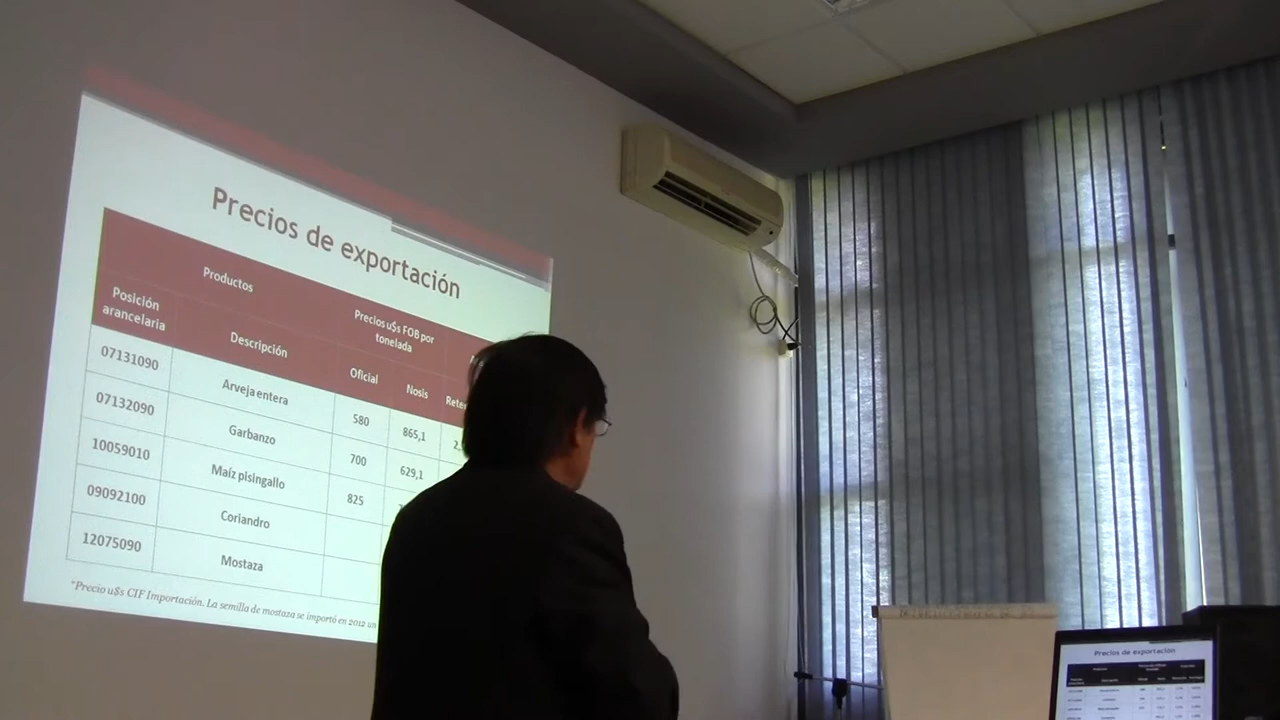 Precios de exportación
Productos
Precios u$s FOB por
tonelada
Posición
arancelaria
Descripción
Oficial
Nosis
07131090
Arveja entera
580
865,1
07132090
Garbanzo
700
629,1
10059010
Maíz pisingallo
825
09092100
Coriandro
12075090
Mostaza
"Precio u$s CIF Importación. La semilla de mostaza se importó en 2012 un
Precios de exportación